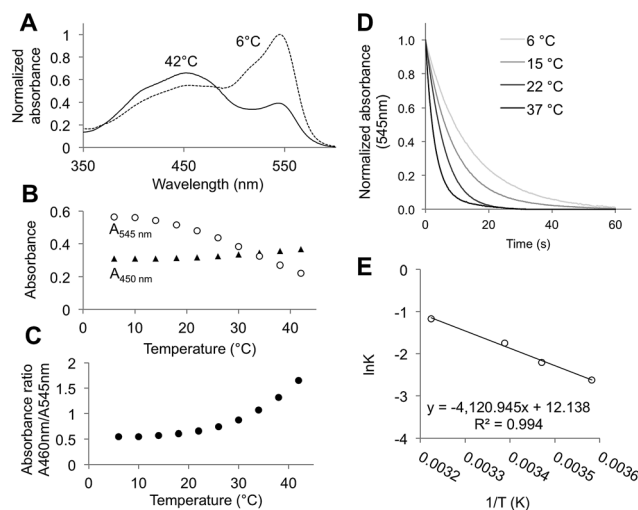 A
Normalized
absorbance
1
0.8
0.6
0.4
0.2
0
42°C
6°C
350
450
550
Wavelength (nm)
B
Absorbance
0.6
0.4
0.2
0
A545 nm
A450 nm
0
10
20
30
40
Temperature (°C)
C
Absorbance ratio
A460nm/A545nm
2
1.5
1
0.5
0
0
10
20
30
40
Temperature (°C)
D
Normalized absorbance
(545nm)
1.0
0.8
0.6
0.4
0.2
0.0
6 °C
15 °C
22 °C
37 °C
0
20
40
60
Time (s)
E
lnK
0
-1
-2
-3
-4
y = -4,120.945x + 12.138
R² = 0.994
0.0032
0.0033
0.0034
0.0035
0.0036
1/T (K)